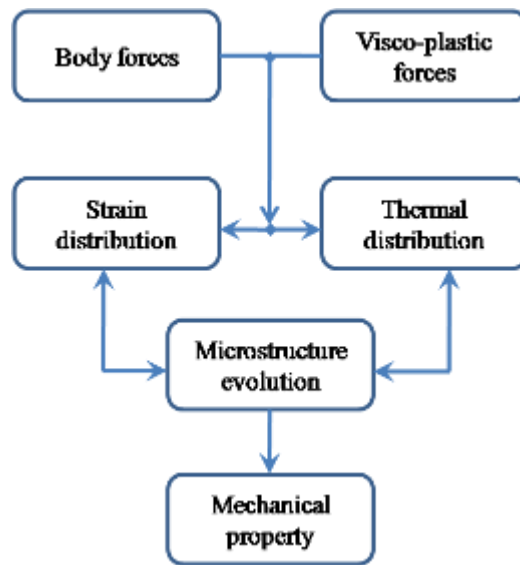 Body forces
Visco-plastic
forces
Strain
distribution
Thermal
distribution
Microstructure
evolution
Mechanical
property